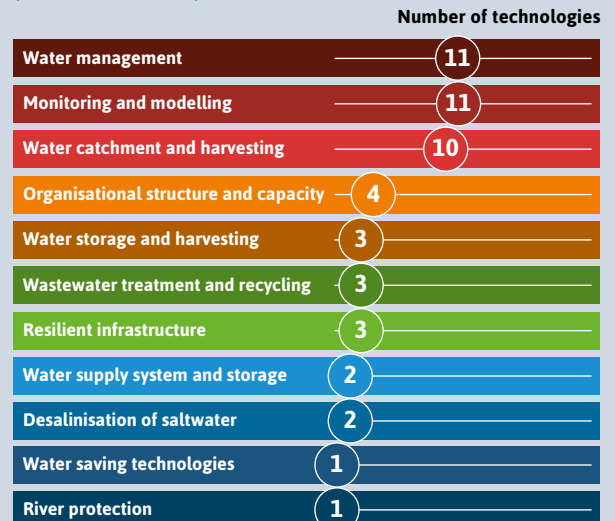 Number of technologies
Water management 11
Monitoring and modelling 11
Water catchment and harvesting 10
Organisational structure and capacity 4
Water storage and harvesting 3
Wastewater treatment and recycling 3
Resilient infrastructure 3
Water supply system and storage 2
Desalinisation of saltwater 2
Water saving technologies 1
River protection 1